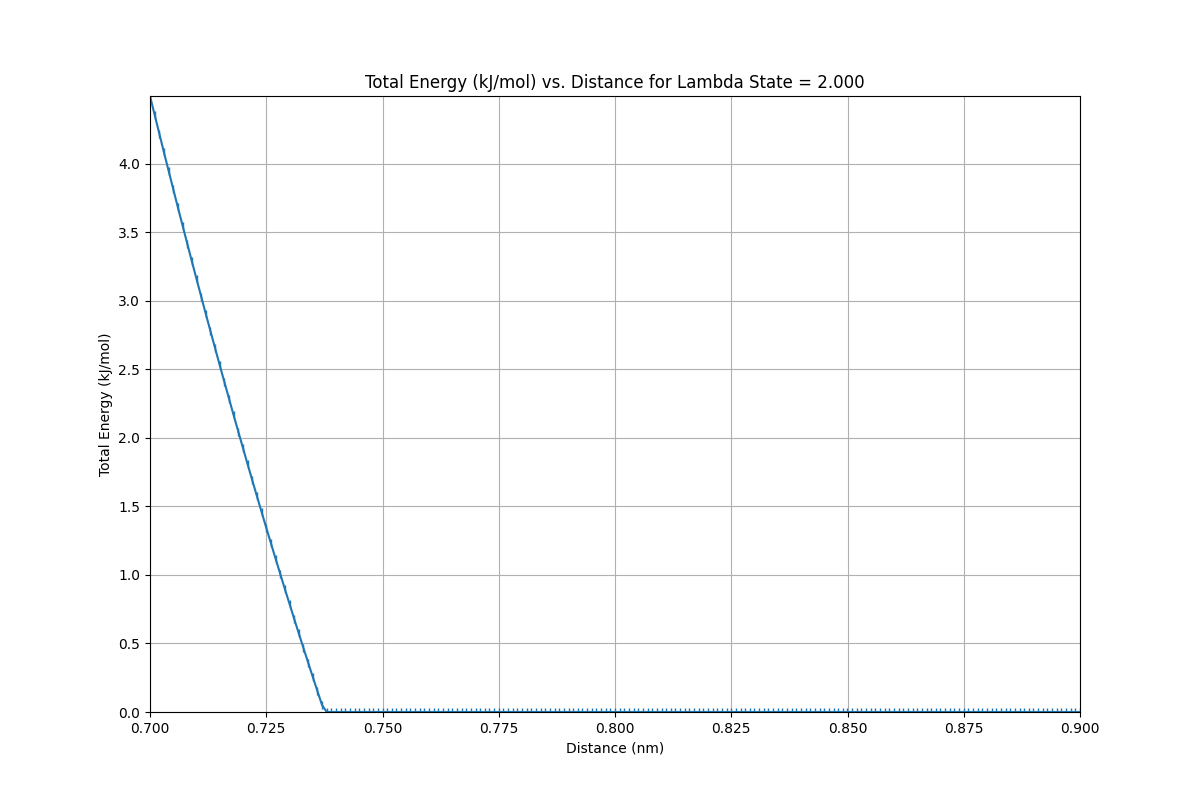 Total Energy (kJ/mol) vs. Distance for Lambda State = 2.000
Total Energy (kJ/mol)
4.0
3.5
3.0
2.5
2.0
1.5
1.0
0.5
0.0
0.700 0.725 0.750 0.775 0.800 0.825 0.850 0.875 0.900
Distance (nm)